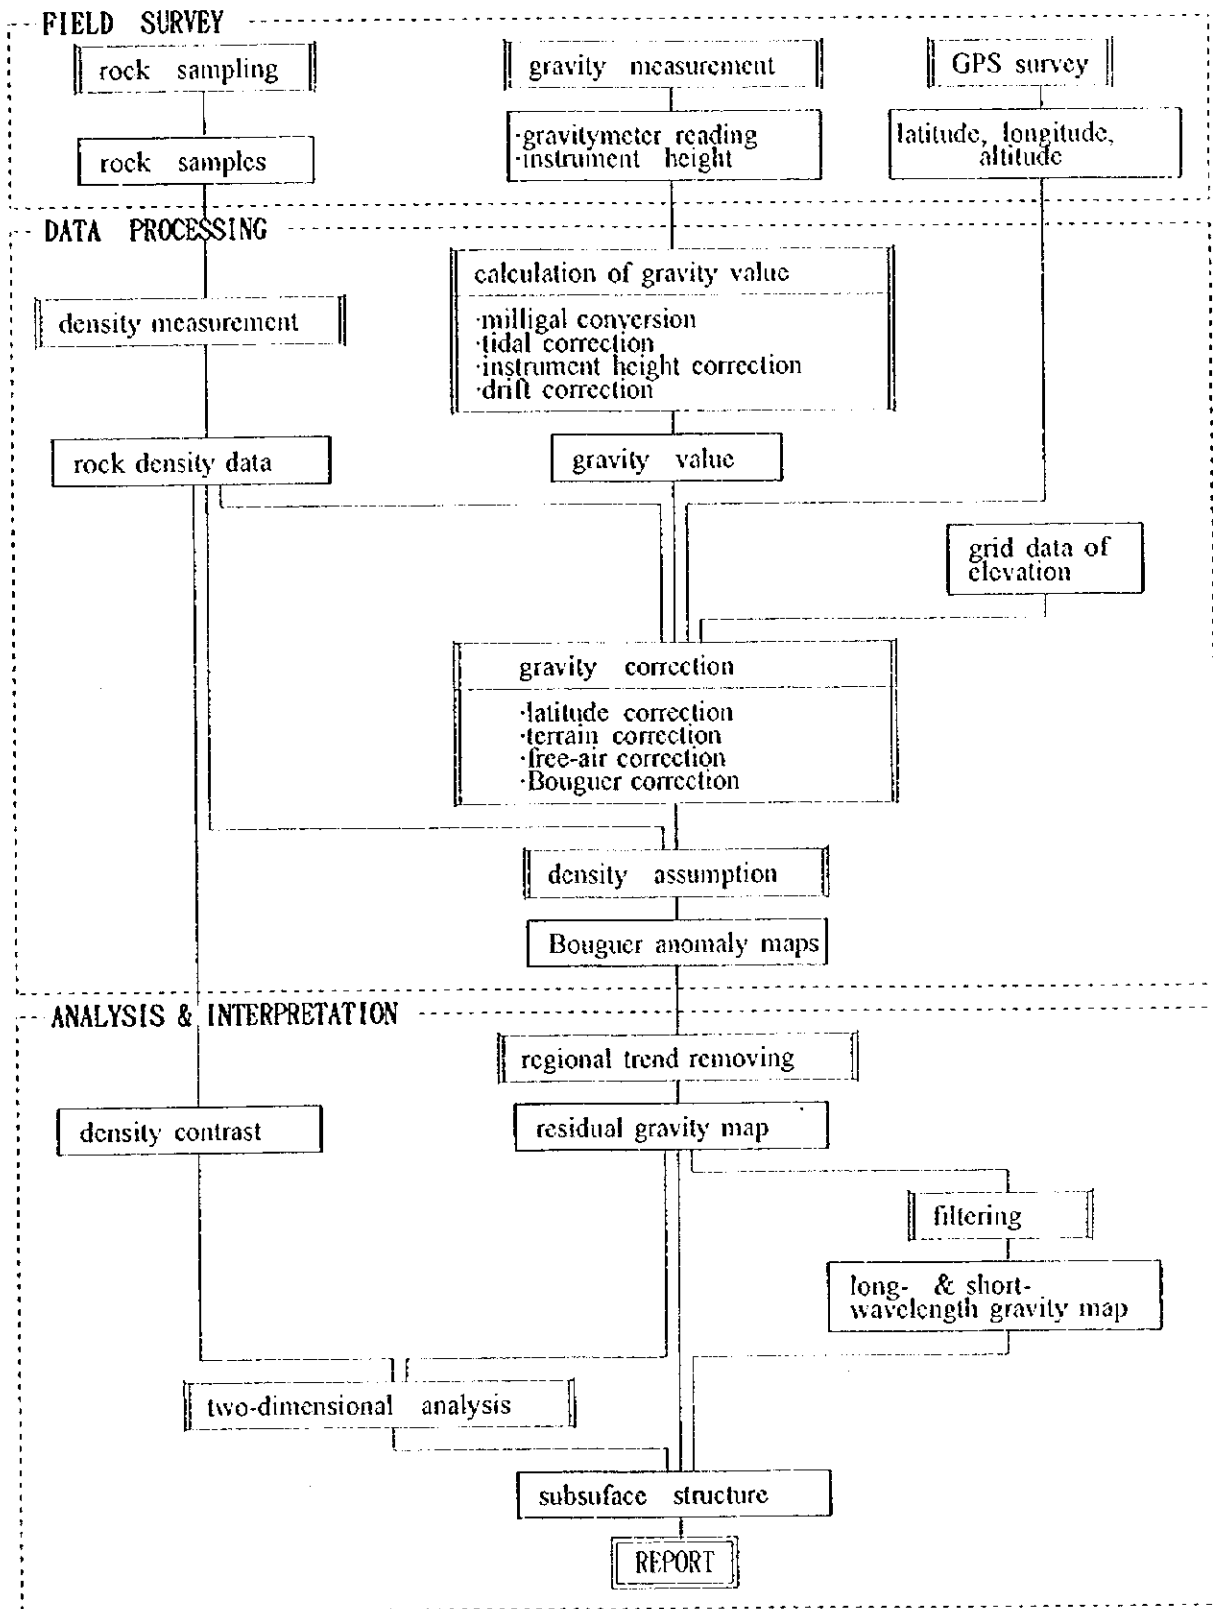 FIELD SURVEY
rock sampling
gravity measurement
GPS survey
rock samples
·gravitymeter reading
·instrument height
latitude, longitude,
altitude
DATA PROCESSING
calculation of gravity value
·milligal conversion
·tidal correction
·instrument height correction
·drift correction
density measurement
rock density data
gravity value
grid data of
elevation
gravity correction
·latitude correction
·terrain correction
·free-air correction
·Bouguer correction
density assumption
Bouguer anomaly maps
ANALYSIS & INTERPRETATION
regional trend removing
density contrast
residual gravity map
filtering
long- & short-
wavelength gravity map
two-dimensional analysis
subsuface structure
REPORT